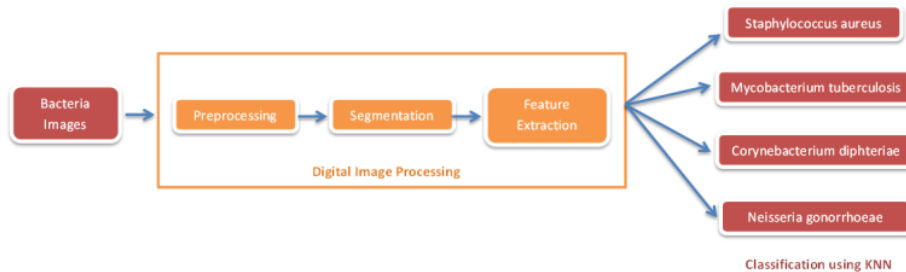 Bacteria
Images
Preprocessing
Segmentation
Feature
Extraction
Digital Image Processing
Staphylococcus aureus
Mycobacterium tuberculosis
Corynebacterium diphteriae
Neisseria gonorrhoeae
Classification using KNN